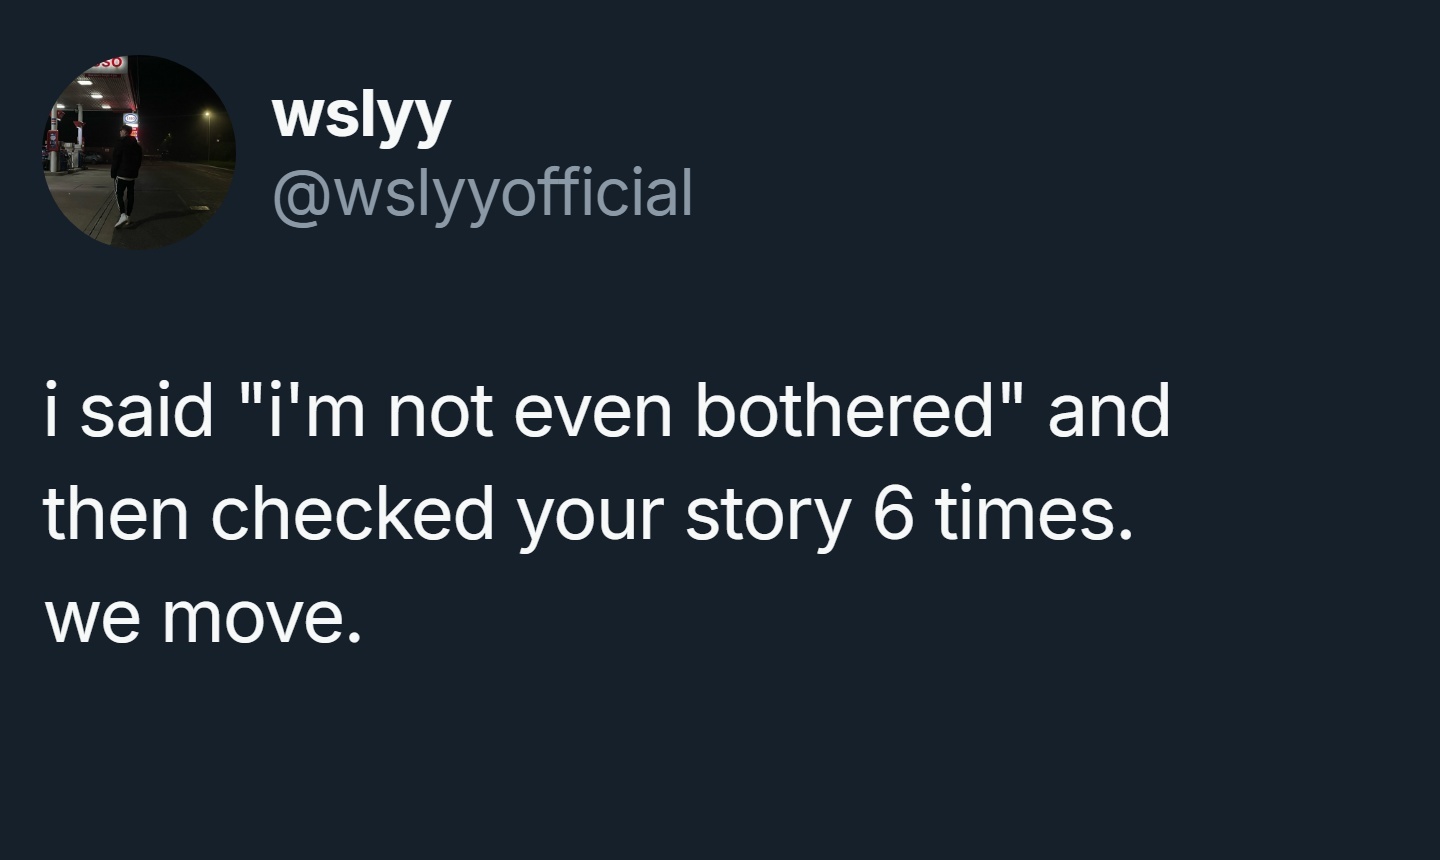 wslyy
@wslyyofficial
i said "i'm not even bothered" and
then checked your story 6 times.
we move.